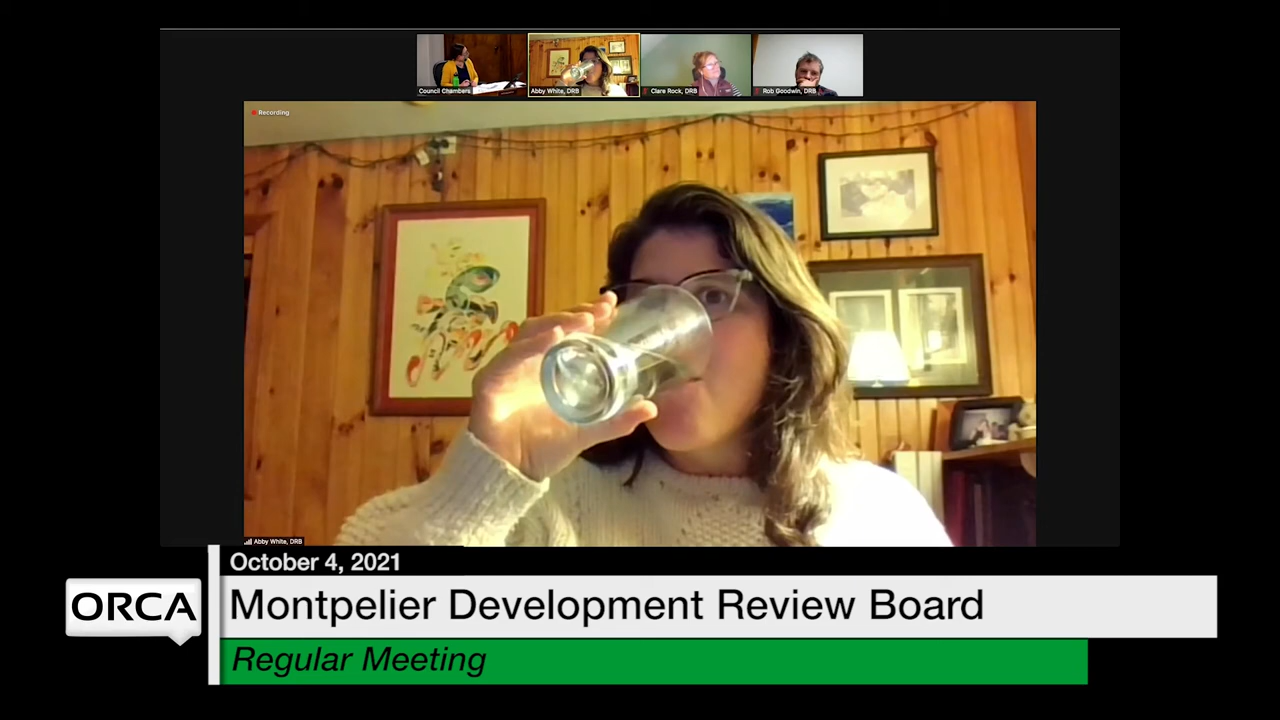 Council Chambers
Abby White, DRB
Clare Rock, DRB
Rob Goodwin, DRB
Recording
Abby White, DRB
October 4, 2021
ORCA
Montpelier Development Review Board
Regular Meeting